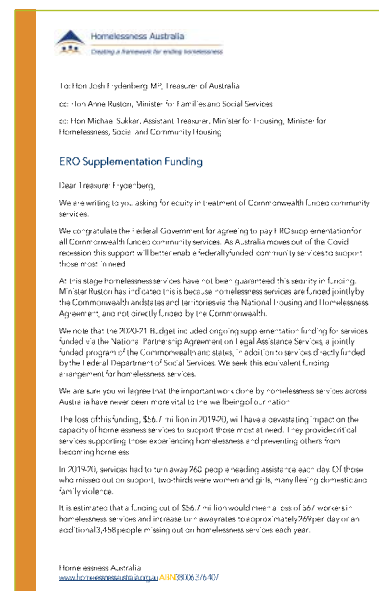 Homelessness Australia
Creating a framework for ending homelessness
To: Hon Josh Frydenberg MP, Treasurer of Australia
cc: Hon Anne Ruston, Minister for Families and Social Services
cc: Hon Michael Sukkar, Assistant Treasurer, Minister for Housing, Minister for
Homelessness, Social and Community Housing
ERO Supplementation Funding
Dear Treasurer Frydenberg,
We are writing to you asking for equity in treatment of Commonwealth funded community
services.
We congratulate the Federal Government for agreeing to pay ERO supplementation for
all Commonwealth funded community services. As Australia moves out of the Covid
recession this support will better enable federally funded community services to support
those most in need.
At this stage homelessness services have not been guaranteed this security in funding.
Minister Ruston has indicated this is because homelessness services are funded jointly by
the Commonwealth and states and territories via the National Housing and Homelessness
Agreement, and not directly funded by the Commonwealth.
We note that the 2020-21 Budget included ongoing supplementation funding for services
funded via the National Partnership Agreement on Legal Assistance Services, a jointly
funded program of the Commonwealth and states, in addition to services directly funded
by the Federal Department of Social Services. We seek this equivalent funding
arrangement for homelessness services.
We are sure you will agree that the important work done by homelessness services across
Australia have never been more vital to the wellbeing of our nation.
The loss of this funding, $56.7 million in 2019-20, will have a devastating impact on the
capacity of homelessness services to support those most at need. They provide critical
services supporting those experiencing homelessness and preventing others from
becoming homeless.
In 2019-20, services had to turn away 260 people needing assistance each day. Of those
who missed out on support, two-thirds were women and girls, many fleeing domestic and
family violence.
It is estimated that a funding cut of $56.7 million would mean a loss of 567 workers in
homelessness services and increase turn away rates to approximately 269 per day or an
additional 3,458 people missing out on homelessness services each year.
Homelessness Australia
www.homelessnessaustralia.org.au ABN